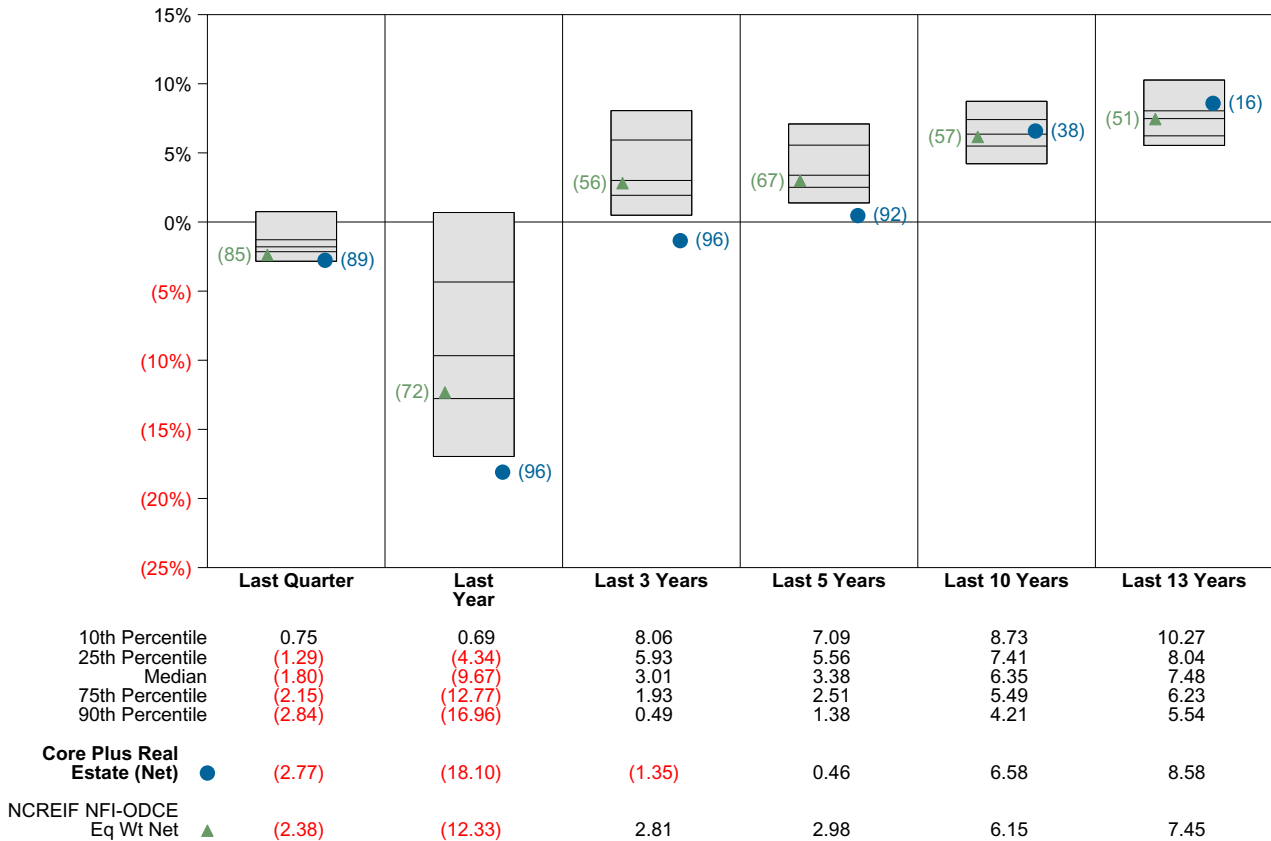 15%
10%
5%
0%
(5%)
(10%)
(15%)
(20%)
(25%)
(85)
(89)
(72)
(96)
(56)
(96)
(67)
(92)
(57)
(38)
(51)
(16)
Last Quarter Last Year Last 3 Years Last 5 Years Last 10 Years Last 13 Years
10th Percentile 0.75 0.69 8.06 7.09 8.73 10.27
25th Percentile (1.29) (4.34) 5.93 5.56 7.41 8.04
Median (1.80) (9.67) 3.01 3.38 6.35 7.48
75th Percentile (2.15) (12.77) 1.93 2.51 5.49 6.23
90th Percentile (2.84) (16.96) 0.49 1.38 4.21 5.54
Core Plus Real
Estate (Net) (2.77) (18.10) (1.35) 0.46 6.58 8.58
NCREIF NFI-ODCE
Eq Wt Net (2.38) (12.33) 2.81 2.98 6.15 7.45